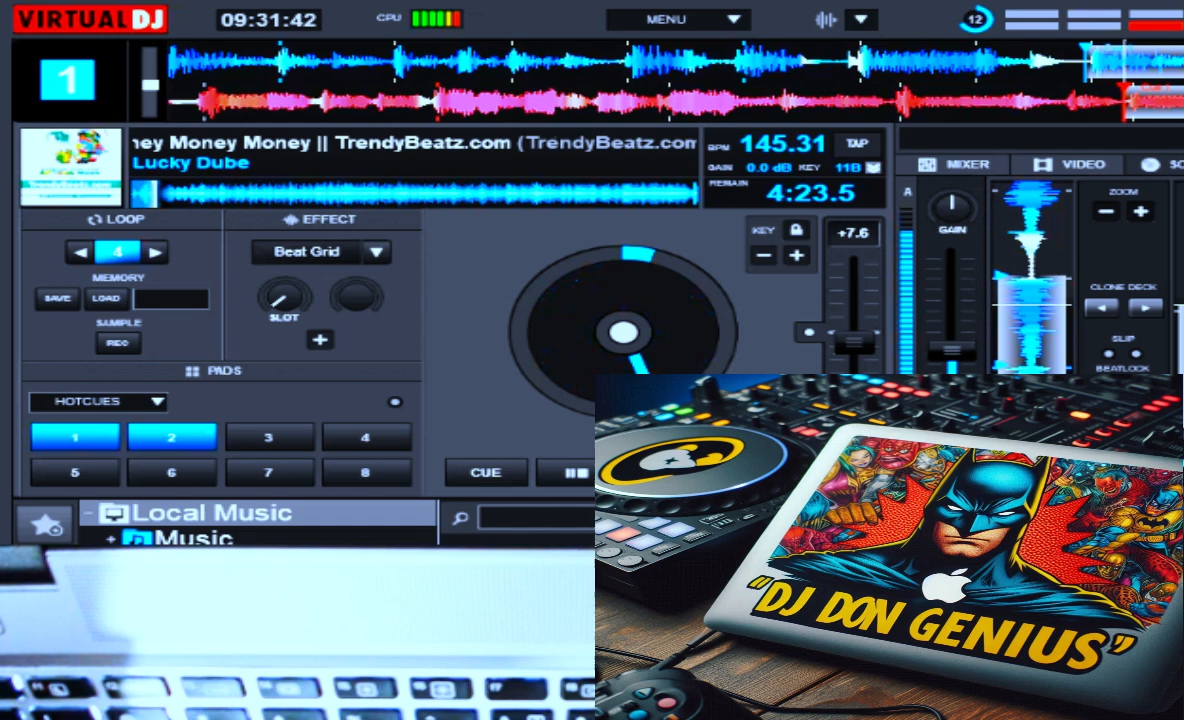 VIRTUAL DJ
09:31:42
CPU
MENU
12
1
ney Money Money || TrendyBeatz.com (TrendyBeatz.com
Lucky Dube
BPM 145.31 TAP
GAIN 0.0 dB KEY 11B
REMAIN 4:23.5
MIXER
VIDEO
LOOP
EFFECT
4
Beat Grid
MEMORY
SAVE LOAD
SLOT
SAMPLE
REC
KEY
+7.6
A
GAIN
ZOOM
CLONE DECK
SLIP
BEATLOCK
PADS
HOTCUES
1 2 3 4
5 6 7 8
CUE
Local Music
Music
"DJ DON GENIUS"